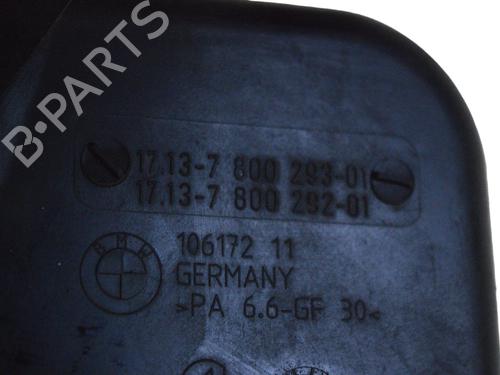 B-PARTS
17.13-7 800 293-01
17.13-7 800 292-01
BMW
106172 11
GERMANY
>PA 6.6-GF 30<